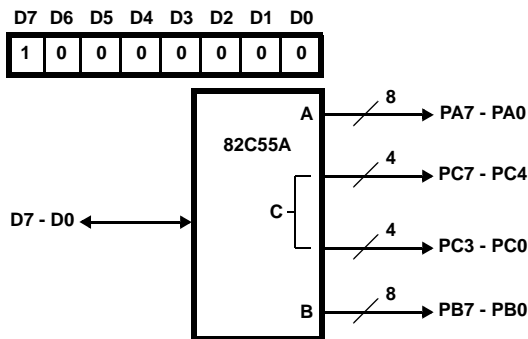 D7 D6 D5 D4 D3 D2 D1 D0
1 0 0 0 0 0 0 0
A 8 PA7 - PA0
82C55A
4 PC7 - PC4
C
D7 - D0
4 PC3 - PC0
B 8 PB7 - PB0